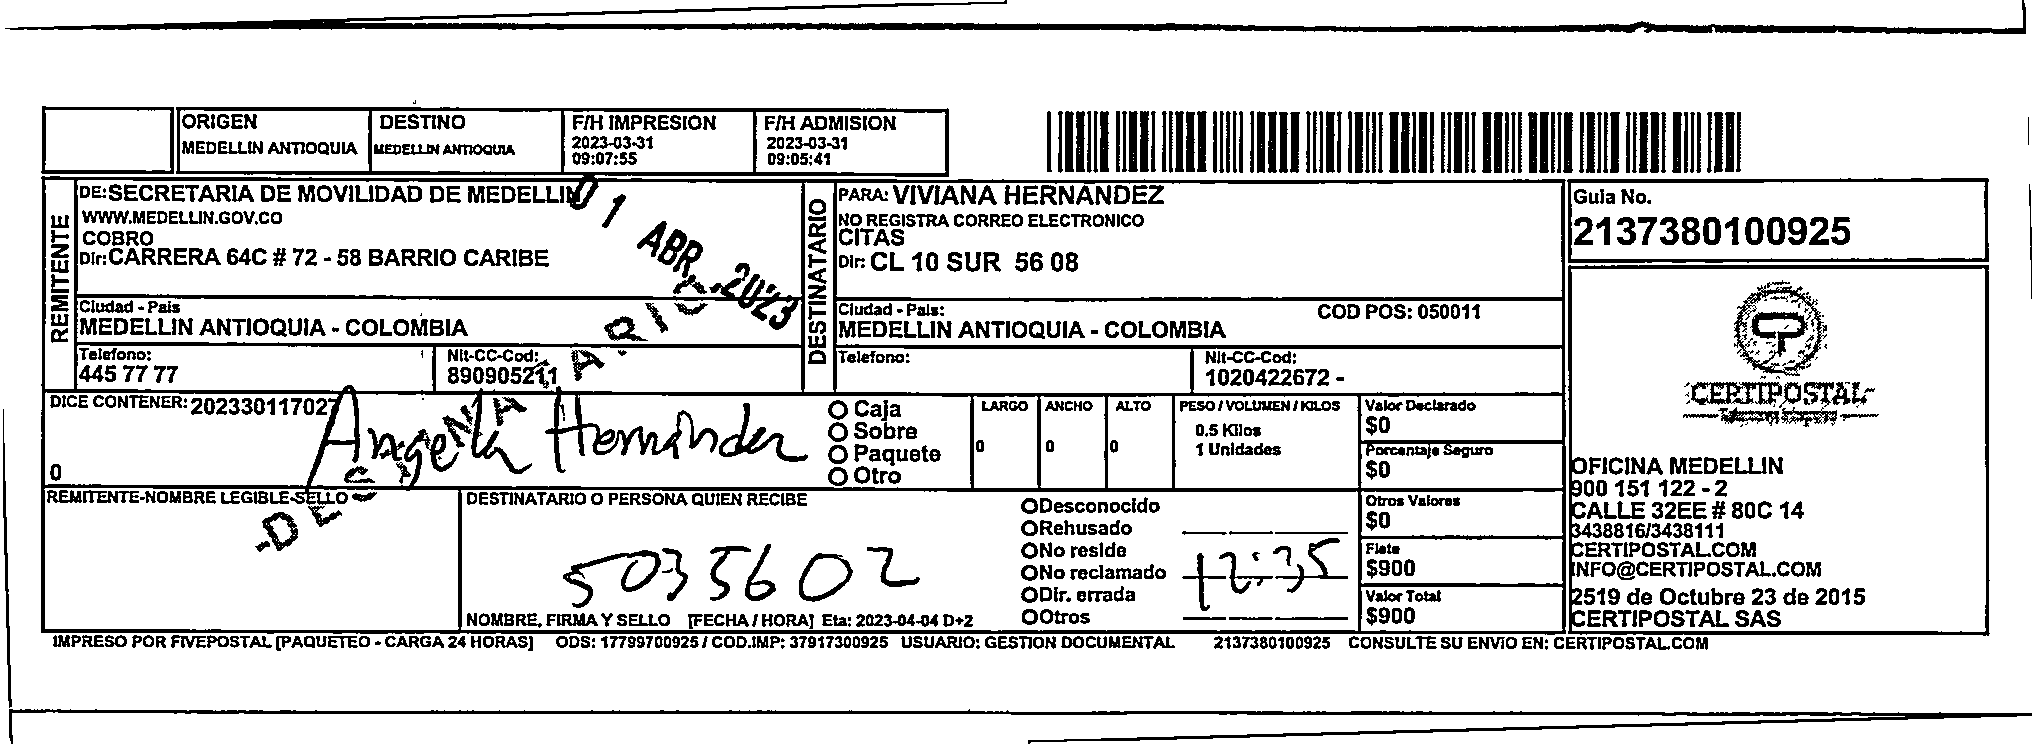 ORIGEN
MEDELLIN ANTIOQUIA
DESTINO
MEDELLIN ANTIOQUIA
F/H IMPRESION
2023-03-31
09:07:55
F/H ADMISION
2023-03-31
09:05:41
REMITENTE
DE:SECRETARIA DE MOVILIDAD DE MEDELLIN
WWW.MEDELLIN.GOV.CO
COBRO
Dir:CARRERA 64C # 72 - 58 BARRIO CARIBE
Ciudad - Pais
MEDELLIN ANTIOQUIA - COLOMBIA
Telefono:
445 77 77
Nit-CC-Cod:
890905211
01 ABR. 2023
DESTINATARIO
PARA: VIVIANA HERNANDEZ
NO REGISTRA CORREO ELECTRONICO
CITAS
Dir: CL 10 SUR 56 08
Ciudad - Pais:
COD POS: 050011
MEDELLIN ANTIOQUIA - COLOMBIA
Telefono:
Nit-CC-Cod:
1020422672 -
Guia No.
2137380100925
CERTIPOSTAL
OFICINA MEDELLIN
900 151 122 - 2
CALLE 32EE # 80C 14
3438816/3438111
CERTIPOSTAL.COM
INFO@CERTIPOSTAL.COM
2519 de Octubre 23 de 2015
CERTIPOSTAL SAS
DICE CONTENER: 202330117027
0
Angela Hernández
-DESTINATARIO
Caja
Sobre
Paquete
Otro
LARGO
0
ANCHO
0
ALTO
0
PESO / VOLUMEN / KILOS
0.5 Kilos
1 Unidades
Valor Declarado
$0
Porcentaje Seguro
$0
Otros Valores
$0
Flete
$900
Valor Total
$900
REMITENTE-NOMBRE LEGIBLE-SELLO
DESTINATARIO O PERSONA QUIEN RECIBE
5035602
NOMBRE, FIRMA Y SELLO [FECHA / HORA] Eta: 2023-04-04 D+2
Desconocido
Rehusado
No reside
No reclamado
Dir. errada
Otros
12:35
IMPRESO POR FIVEPOSTAL [PAQUETEO - CARGA 24 HORAS] ODS: 17799700925 / COD.IMP: 37917300925 USUARIO: GESTION DOCUMENTAL 2137380100925 CONSULTE SU ENVIO EN: CERTIPOSTAL.COM